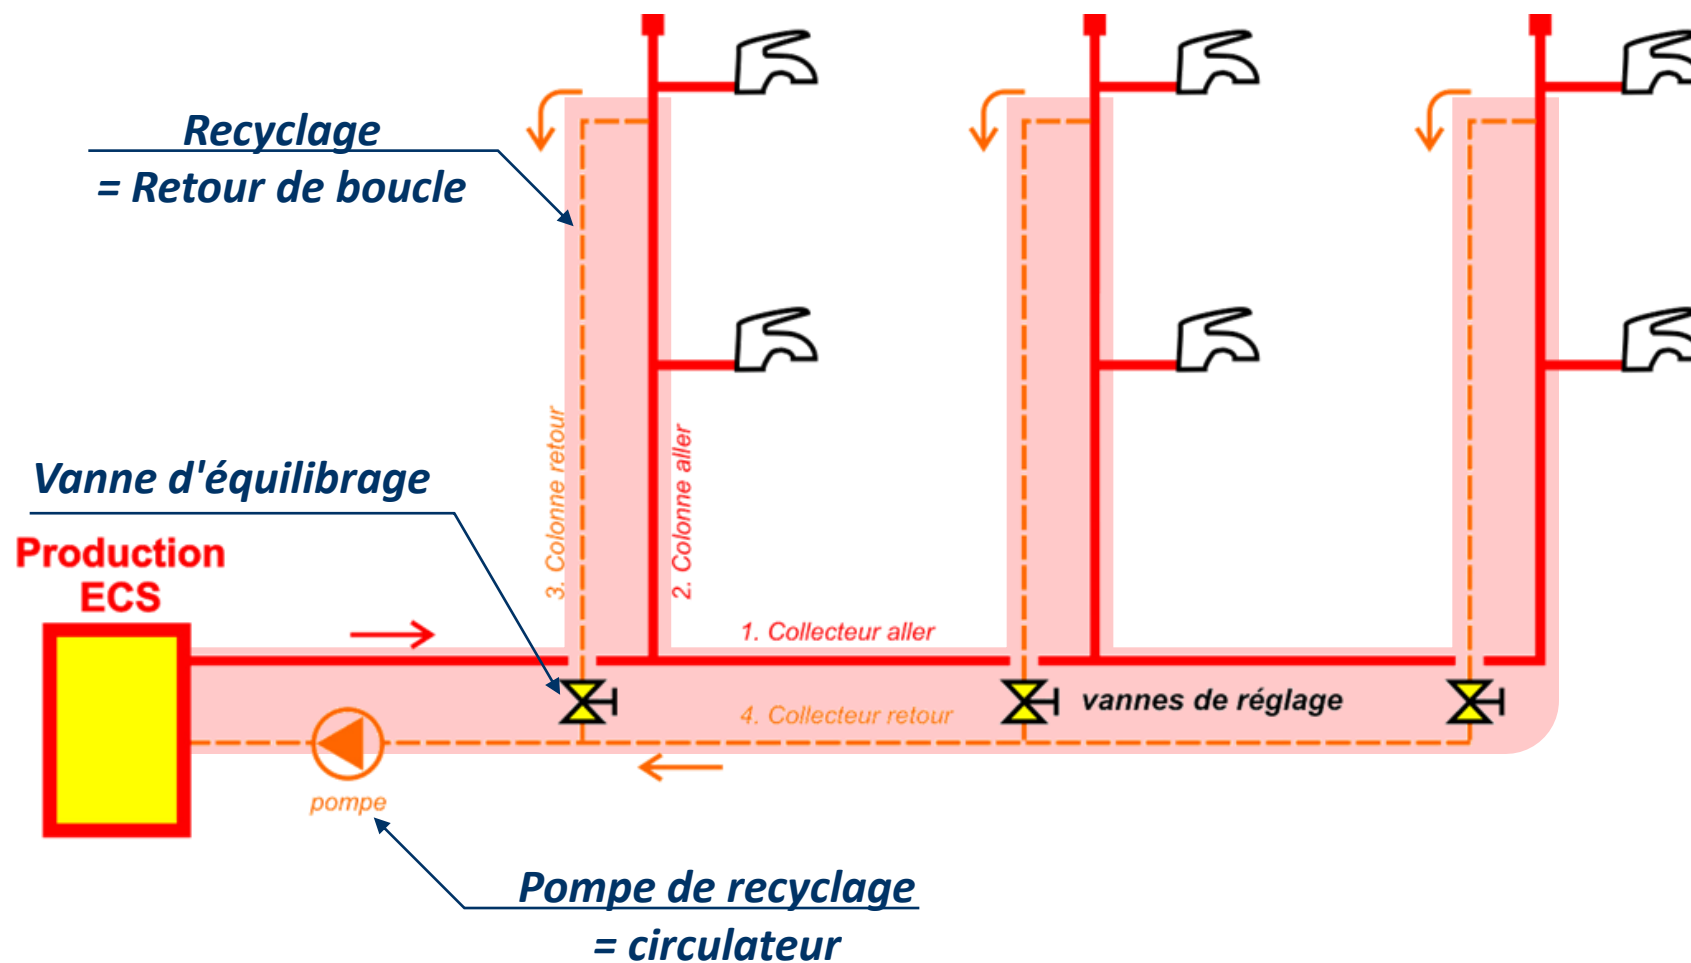 Recyclage
= Retour de boucle
Vanne d'équilibrage
3. Colonne retour
2. Colonne aller
Production
ECS
1. Collecteur aller
vannes de réglage
4. Collecteur retour
pompe
Pompe de recyclage
= circulateur